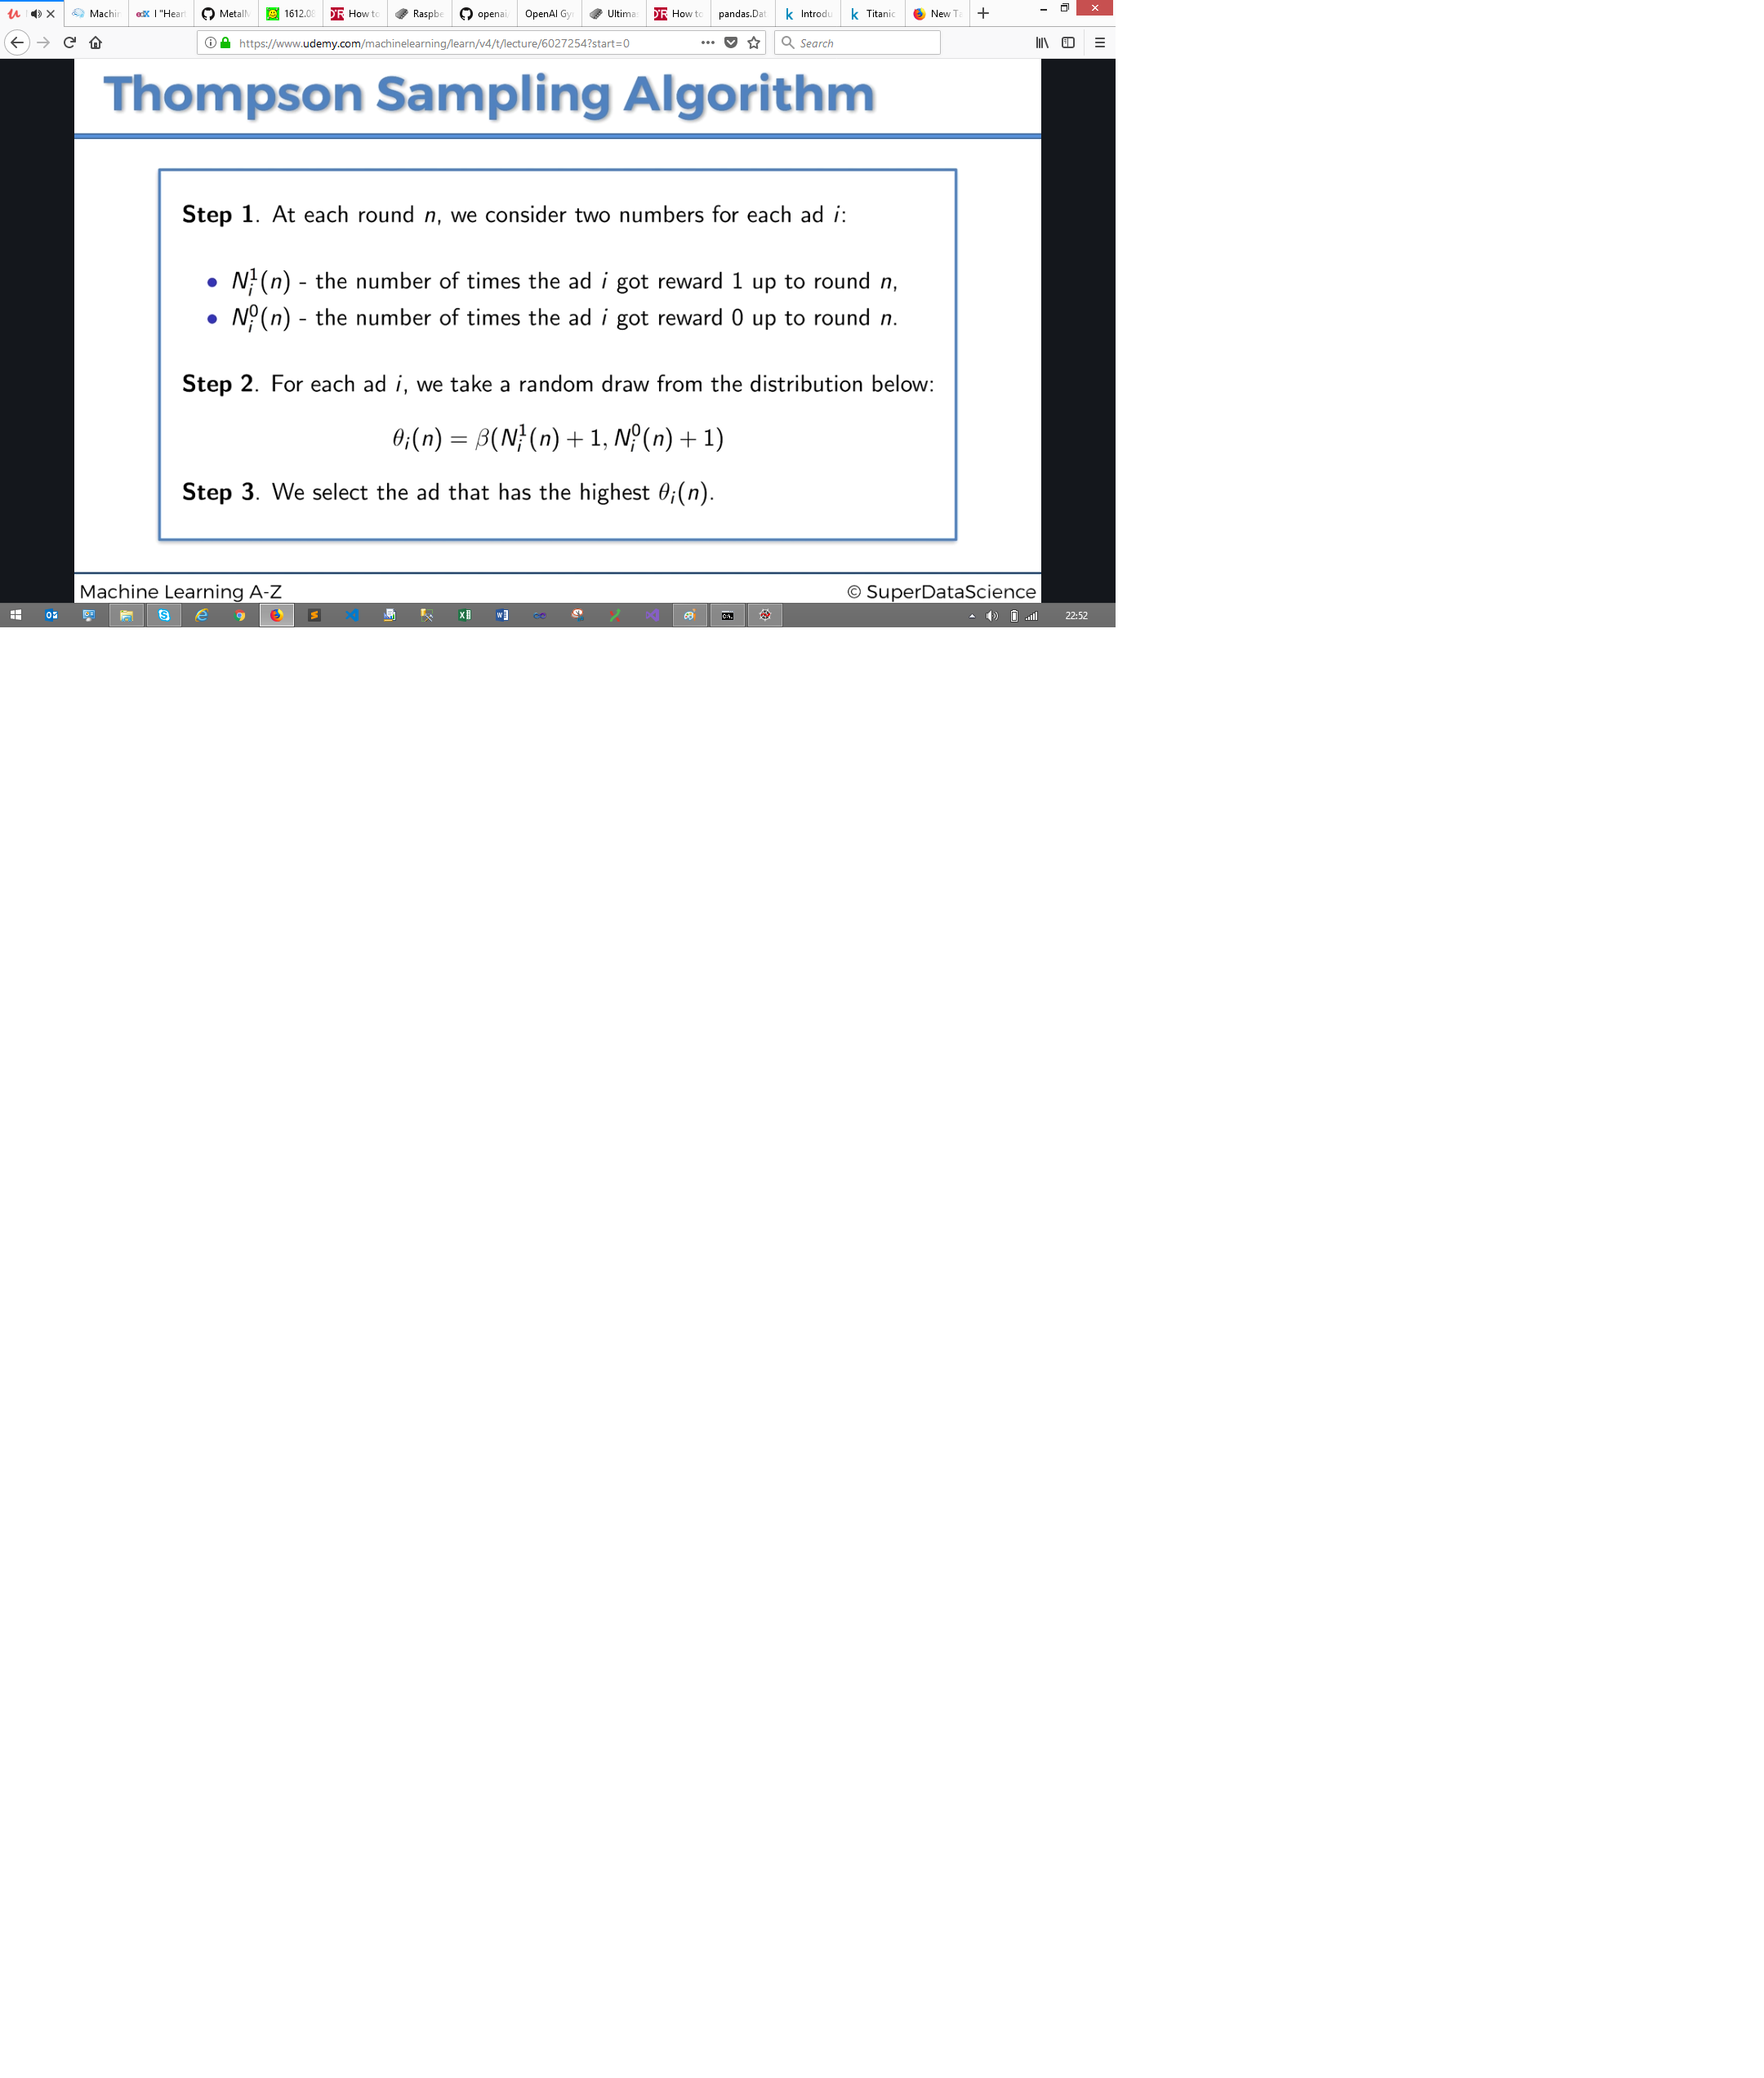 Machin
I "Heart
MetalM
1612.08
How to
Raspbe
openai
OpenAI Gy
Ultima
How to
pandas.Dat
Introdu
Titanic
New Ta
https://www.udemy.com/machinelearning/learn/v4/t/lecture/6027254?start=0
Search
Thompson Sampling Algorithm
Step 1. At each round n, we consider two numbers for each ad i:
• N_i^1(n) - the number of times the ad i got reward 1 up to round n,
• N_i^0(n) - the number of times the ad i got reward 0 up to round n.
Step 2. For each ad i, we take a random draw from the distribution below:
θ_i(n) = β(N_i^1(n) + 1, N_i^0(n) + 1)
Step 3. We select the ad that has the highest θ_i(n).
Machine Learning A-Z
© SuperDataScience
22:52